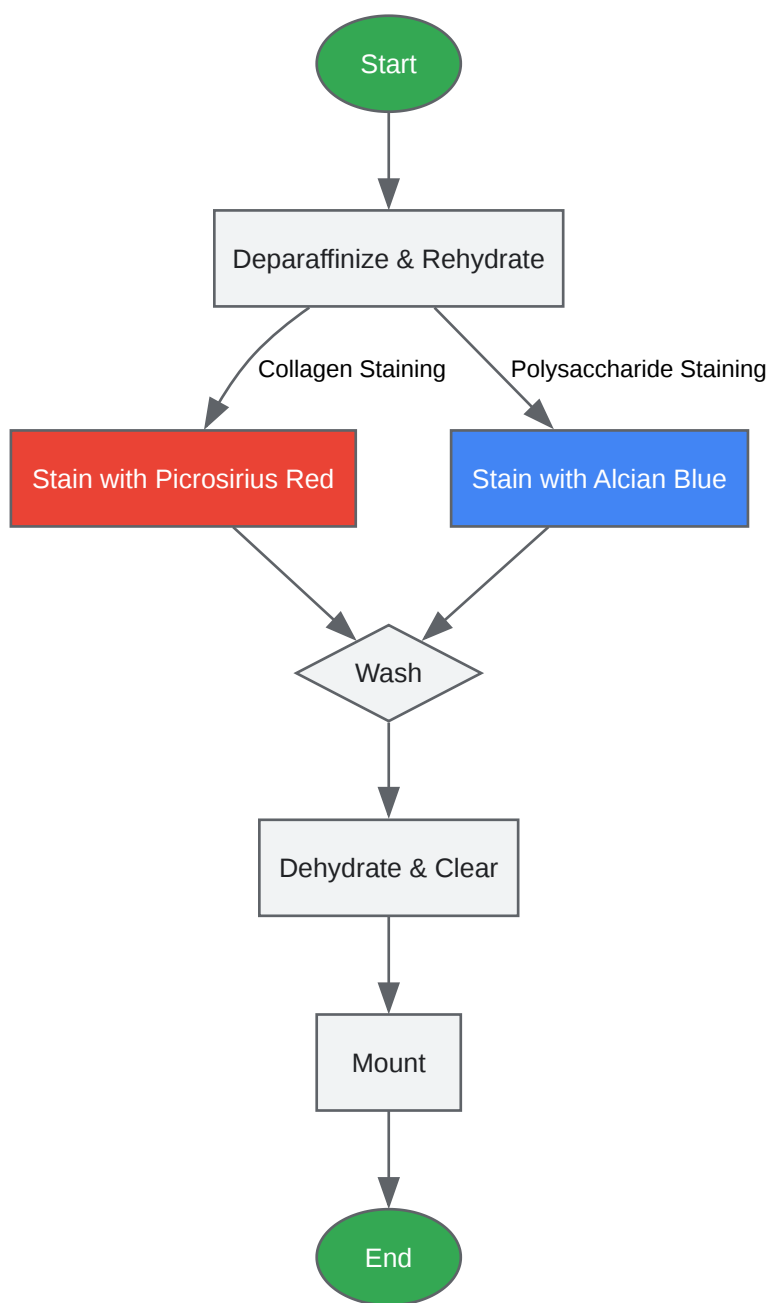 Start
Deparaffinize & Rehydrate
Collagen Staining
Polysaccharide Staining
Stain with Picrosirius Red
Stain with Alcian Blue
Wash
Dehydrate & Clear
Mount
End